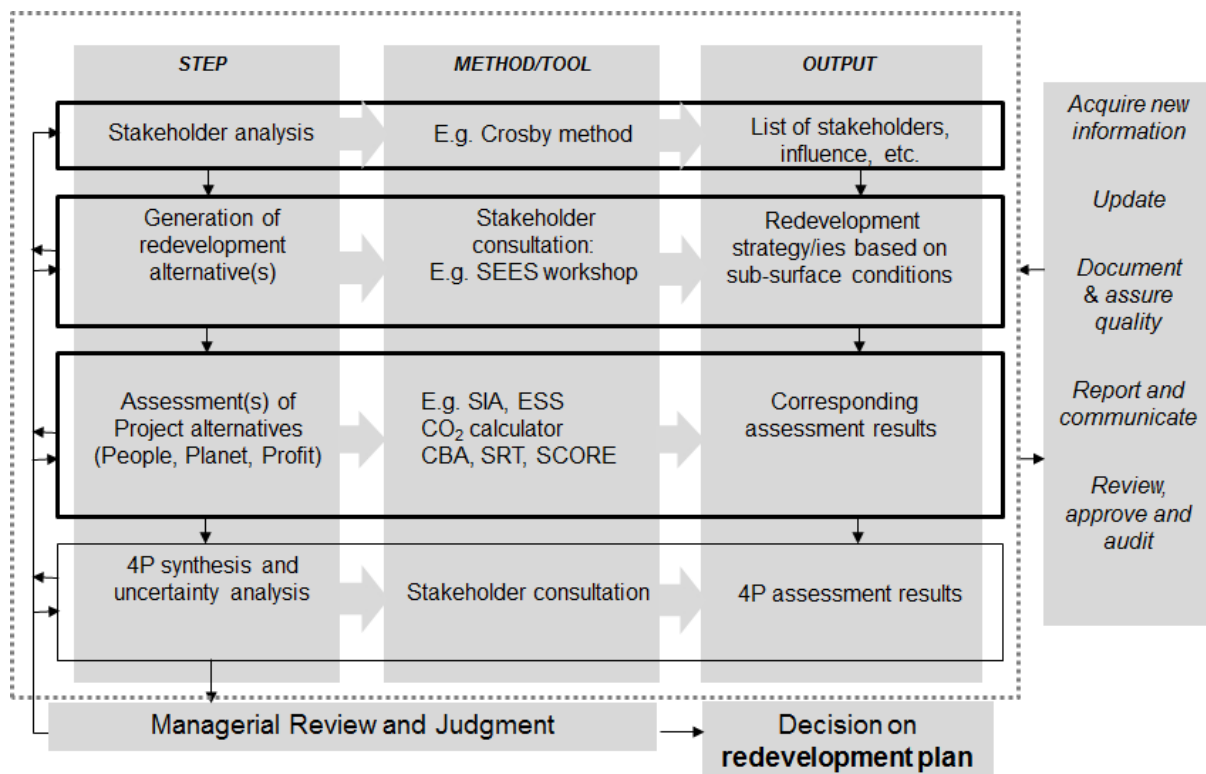 STEP
METHOD/TOOL
OUTPUT
Stakeholder analysis
E.g. Crosby method
List of stakeholders,
influence, etc.
Generation of
redevelopment
alternative(s)
Stakeholder
consultation:
E.g. SEES workshop
Redevelopment
strategy/ies based on
sub-surface conditions
Assessment(s) of
Project alternatives
(People, Planet, Profit)
E.g. SIA, ESS
CO₂ calculator
CBA, SRT, SCORE
Corresponding
assessment results
4P synthesis and
uncertainty analysis
Stakeholder consultation
4P assessment results
Managerial Review and Judgment
Decision on
redevelopment plan
Acquire new
information
Update
Document
& assure
quality
Report and
communicate
Review,
approve and
audit